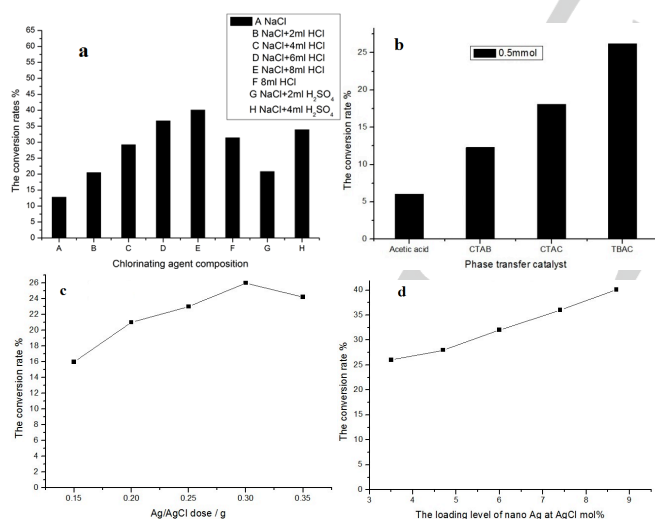 a
A NaCl
B NaCl+2ml HCl
C NaCl+4ml HCl
D NaCl+6ml HCl
E NaCl+8ml HCl
F 8ml HCl
G NaCl+2ml H₂SO₄
H NaCl+4ml H₂SO₄
The conversion rates %
65
60
55
50
45
40
35
30
25
20
15
10
5
0
A B C D E F G H
Chlorinating agent composition
b
0.5mmol
The conversion rate %
25
20
15
10
5
0
Acetic acid CTAB CTAC TBAC
Phase transfer catalyst
c
The conversion rate %
26
24
22
20
18
16
14
12
10
8
6
4
2
0
0.15 0.20 0.25 0.30 0.35
Ag/AgCl dose / g
d
The conversion rate %
40
35
30
25
20
15
10
5
0
3 4 5 6 7 8 9
The loading level of nano Ag at AgCl mol%